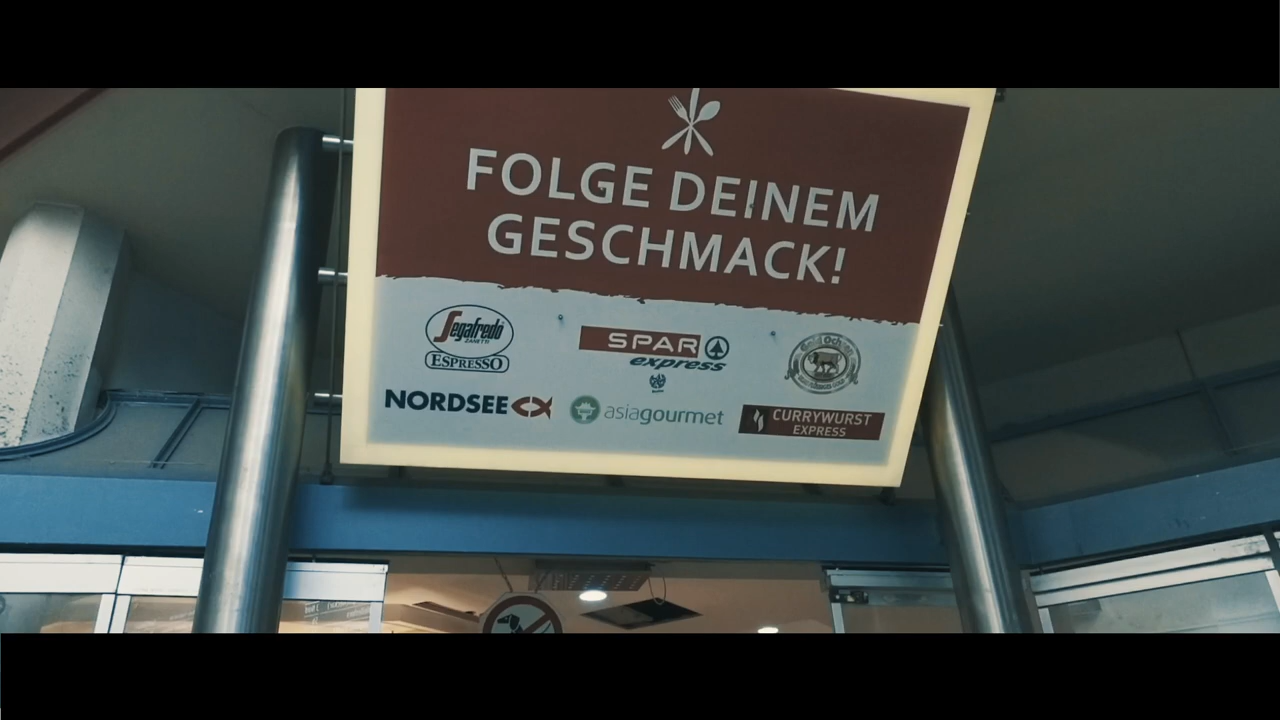 FOLGE DEINEM
GESCHMACK!
Segafredo
ZANETTI
ESPRESSO
SPAR
express
NORDSEE
asiagourmet
CURRYWURST
EXPRESS